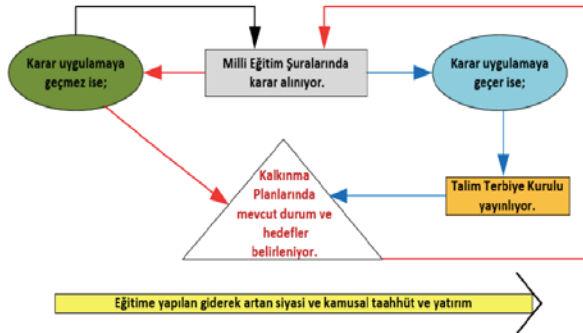 Karar uygulamaya
geçmez ise;
Milli Eğitim Şuralarında
karar alınıyor.
Karar uygulamaya
geçer ise;
Kalkınma
Planlarında
mevcut durum ve
hedefler
belirleniyor.
Talim Terbiye Kurulu
yayınlıyor.
Eğitime yapılan giderek artan siyasi ve kamusal taahhüt ve yatırım